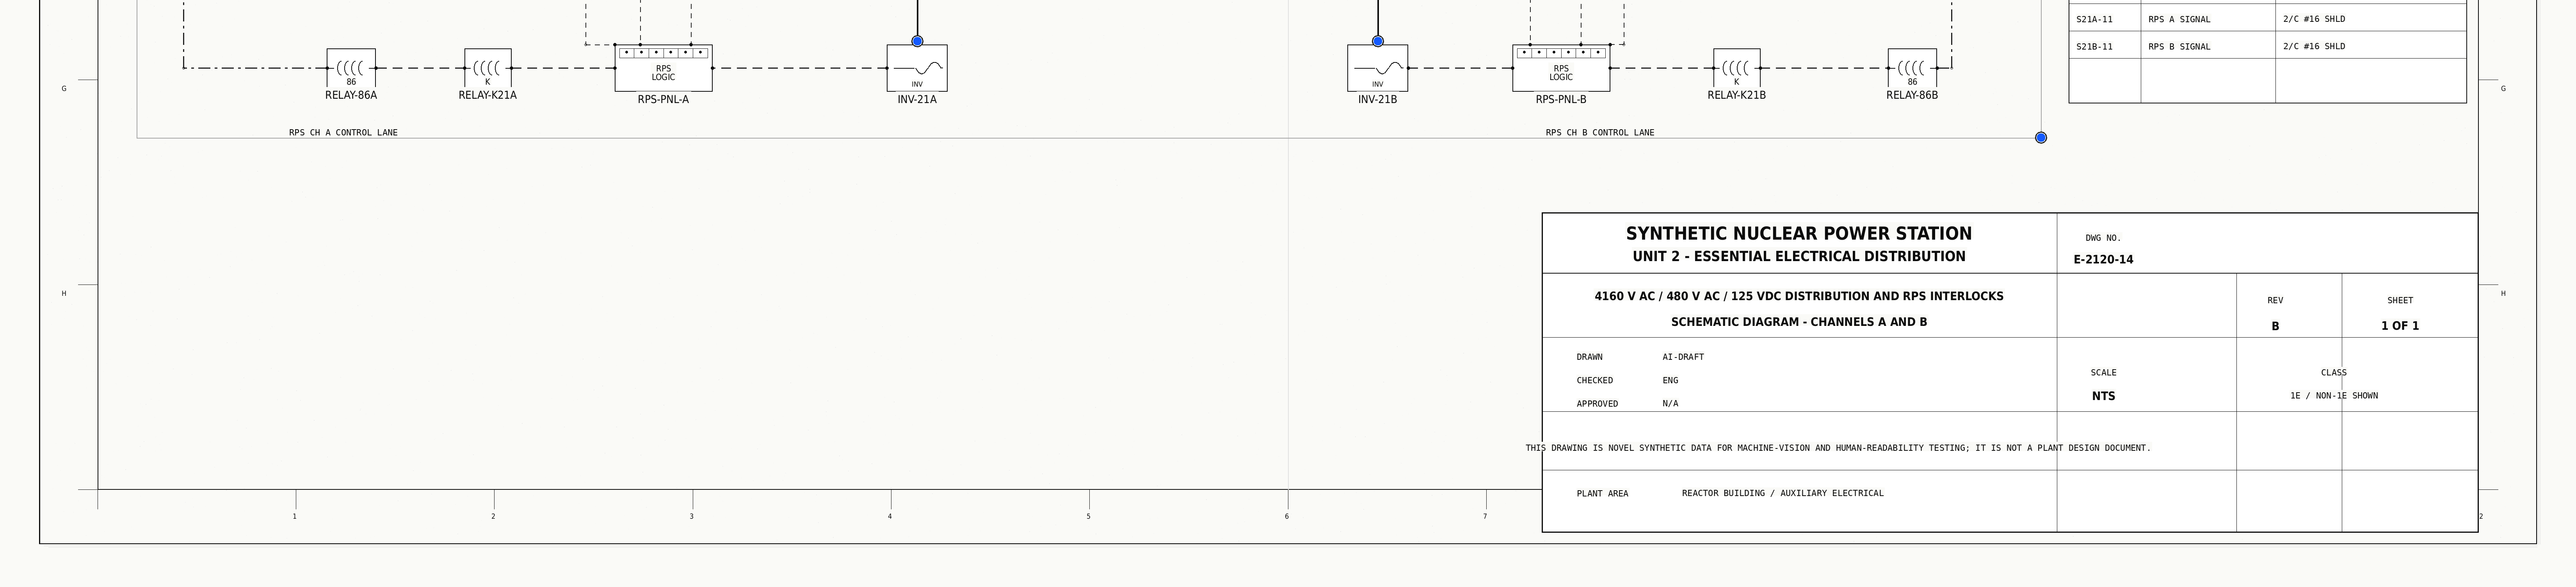 S21A-11 RPS A SIGNAL 2/C #16 SHLD
S21B-11 RPS B SIGNAL 2/C #16 SHLD
G
86
RELAY-86A
K
RELAY-K21A
RPS
LOGIC
RPS-PNL-A
INV
INV-21A
INV
INV-21B
RPS
LOGIC
RPS-PNL-B
K
RELAY-K21B
86
RELAY-86B
G
RPS CH A CONTROL LANE
RPS CH B CONTROL LANE
H
H
SYNTHETIC NUCLEAR POWER STATION
UNIT 2 - ESSENTIAL ELECTRICAL DISTRIBUTION
DWG NO.
E-2120-14
4160 V AC / 480 V AC / 125 VDC DISTRIBUTION AND RPS INTERLOCKS
SCHEMATIC DIAGRAM - CHANNELS A AND B
REV
B
SHEET
1 OF 1
DRAWN AI-DRAFT
CHECKED ENG
APPROVED N/A
SCALE
NTS
CLASS
1E / NON-1E SHOWN
THIS DRAWING IS NOVEL SYNTHETIC DATA FOR MACHINE-VISION AND HUMAN-READABILITY TESTING; IT IS NOT A PLANT DESIGN DOCUMENT.
PLANT AREA REACTOR BUILDING / AUXILIARY ELECTRICAL
1 2 3 4 5 6 7 2